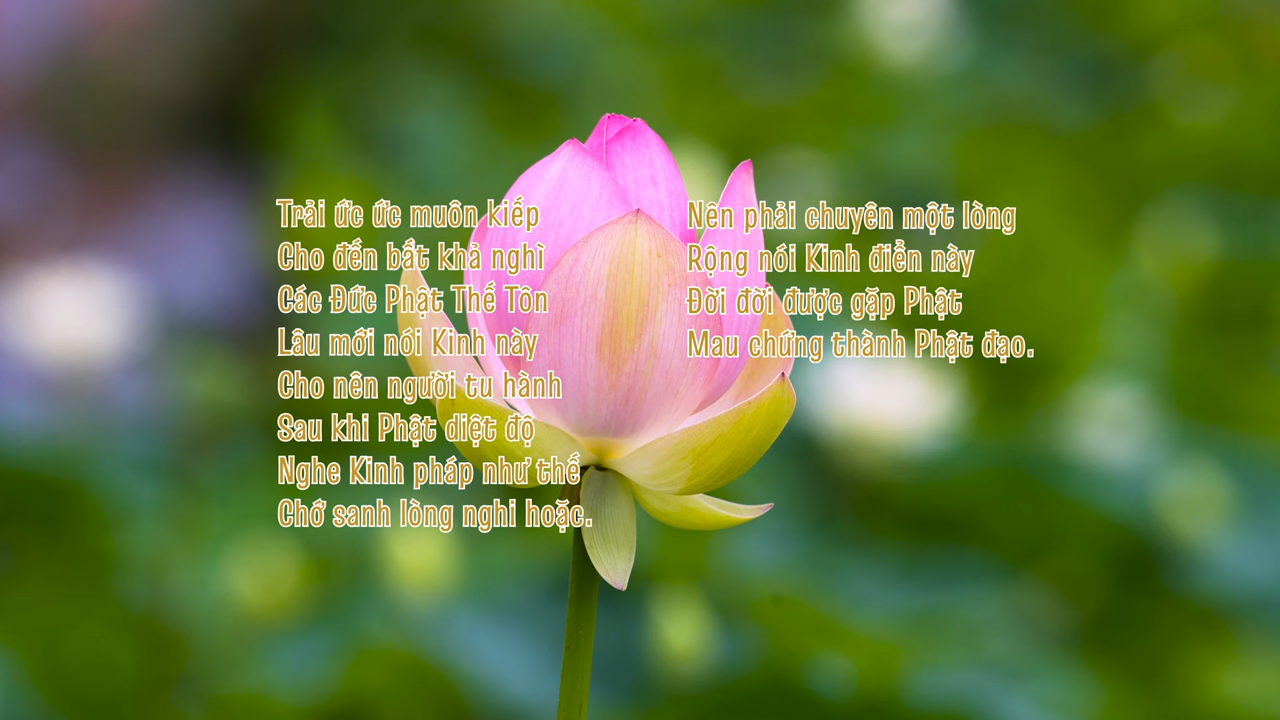 Trải ức ức muôn kiếp
Cho đến bất khả nghì
Các Đức Phật Thế Tôn
Lâu mới nói Kinh này
Cho nên người tu hành
Sau khi Phật diệt độ
Nghe Kinh pháp như thế
Chớ sanh lòng nghi hoặc.
Nên phải chuyên một lòng
Rộng nói Kinh điển này
Đời đời được gặp Phật
Mau chứng thành Phật đạo.